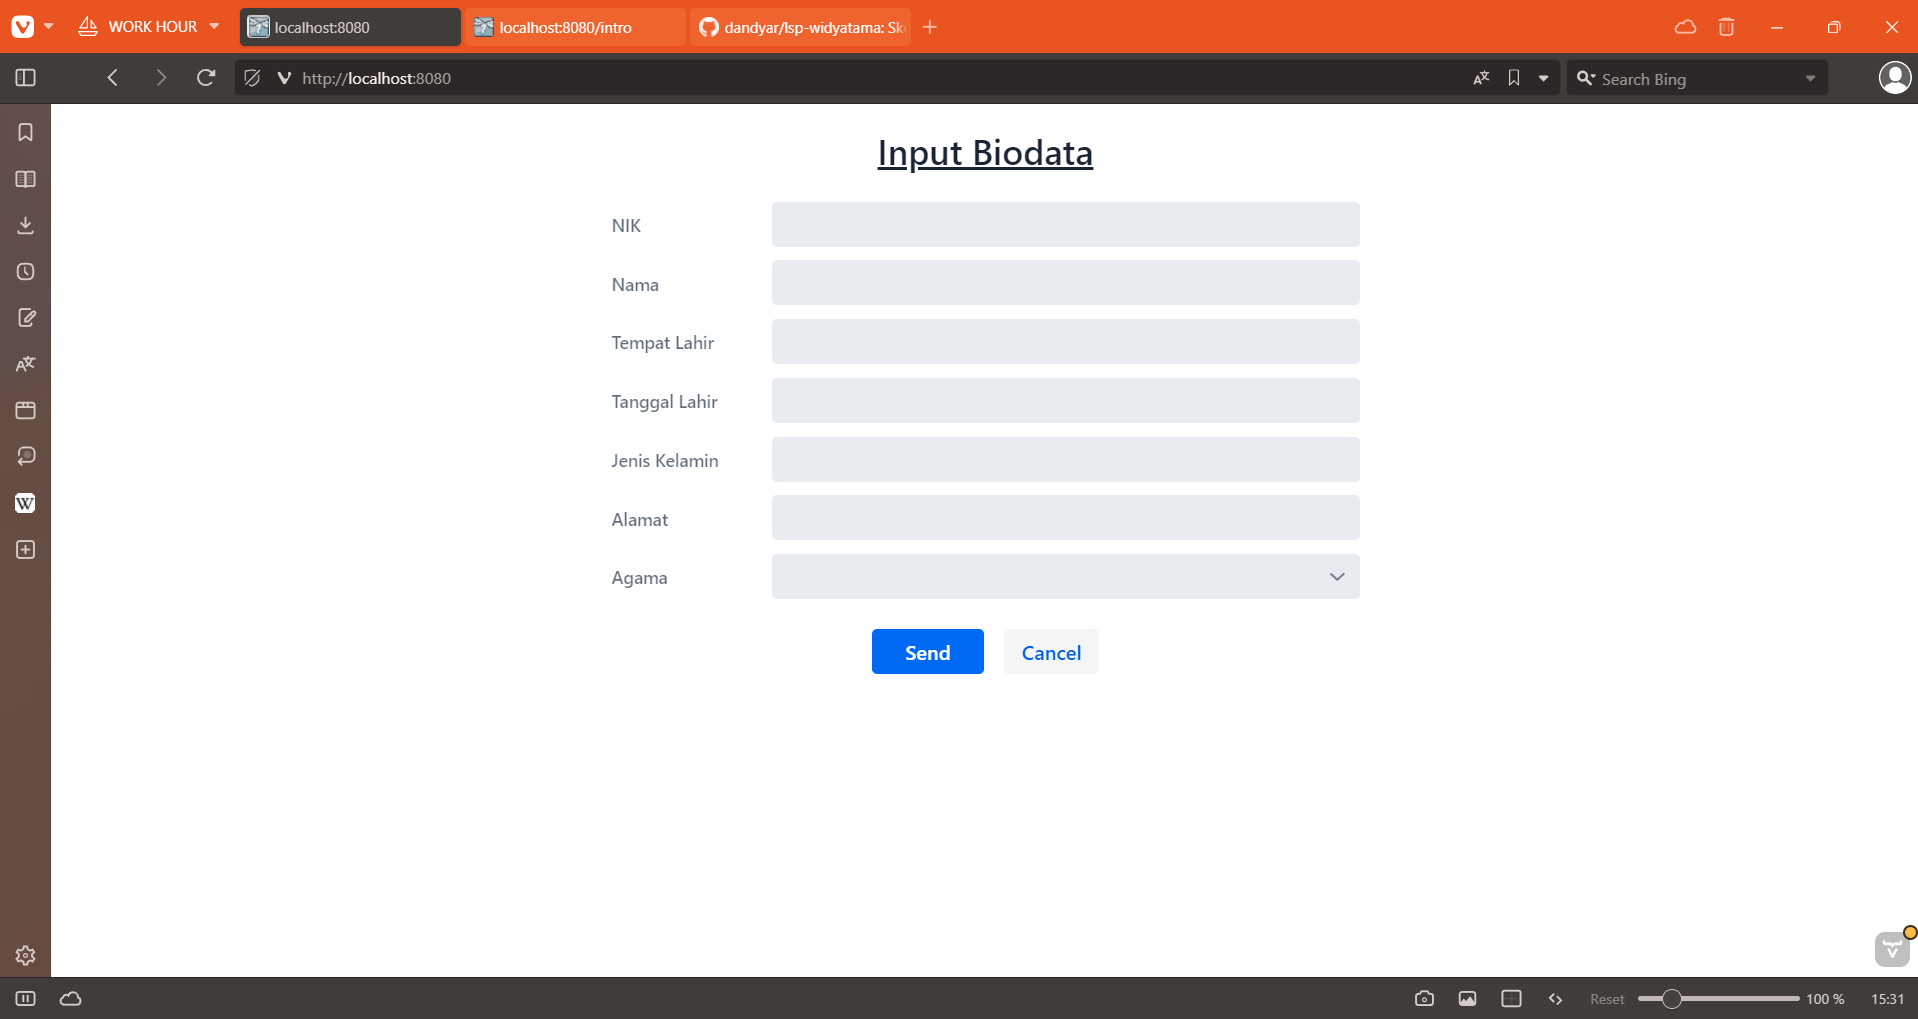 WORK HOUR
localhost:8080
localhost:8080/intro
dandyar/lsp-widyatama: Sk
http://localhost:8080
Search Bing
Input Biodata
NIK
Nama
Tempat Lahir
Tanggal Lahir
Jenis Kelamin
Alamat
Agama
Send
Cancel
W
Reset
100 %
15:31